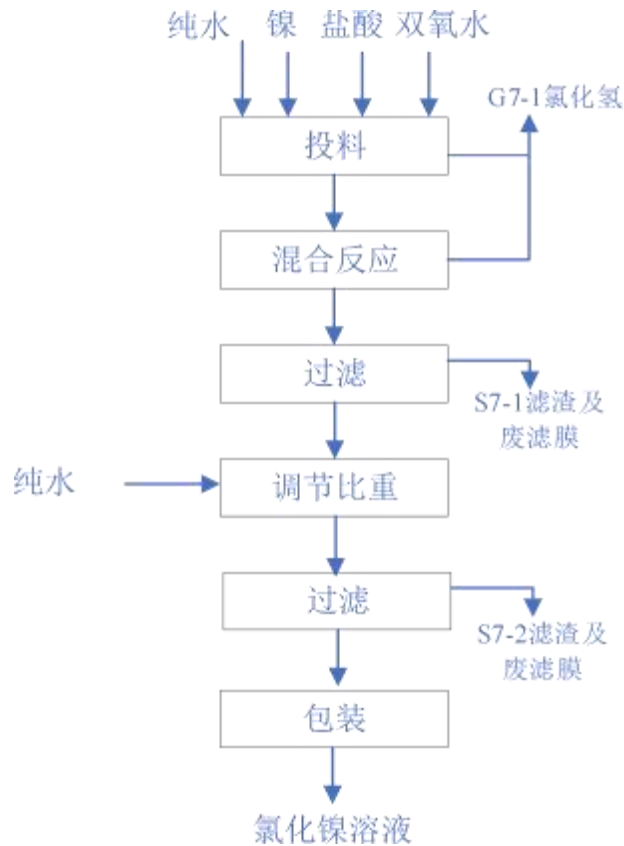 纯水 镍 盐酸 双氧水
G7-1氯化氢
投料
混合反应
过滤
S7-1滤渣及
废滤膜
纯水
调节比重
过滤
S7-2滤渣及
废滤膜
包装
氯化镍溶液